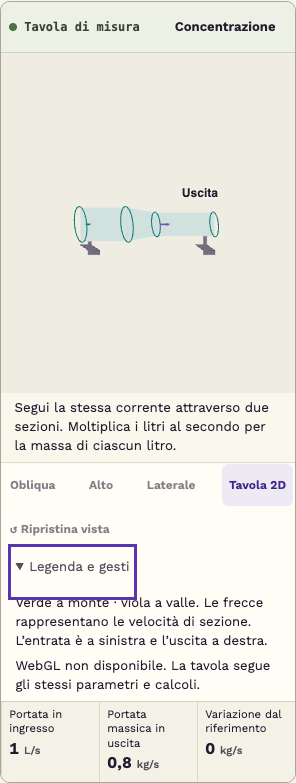 Tavola di misura
Concentrazione
Uscita
Segui la stessa corrente attraverso due
sezioni. Moltiplica i litri al secondo per
la massa di ciascun litro.
Obliqua
Alto
Laterale
Tavola 2D
↺ Ripristina vista
▼ Legenda e gesti
Verde a monte · viola a valle. Le frecce
rappresentano le velocità di sezione.
L’entrata è a sinistra e l’uscita a destra.
WebGL non disponibile. La tavola segue
gli stessi parametri e calcoli.
Portata in
ingresso
1 L/s
Portata
massica in
uscita
0,8 kg/s
Variazione dal
riferimento
0 kg/s